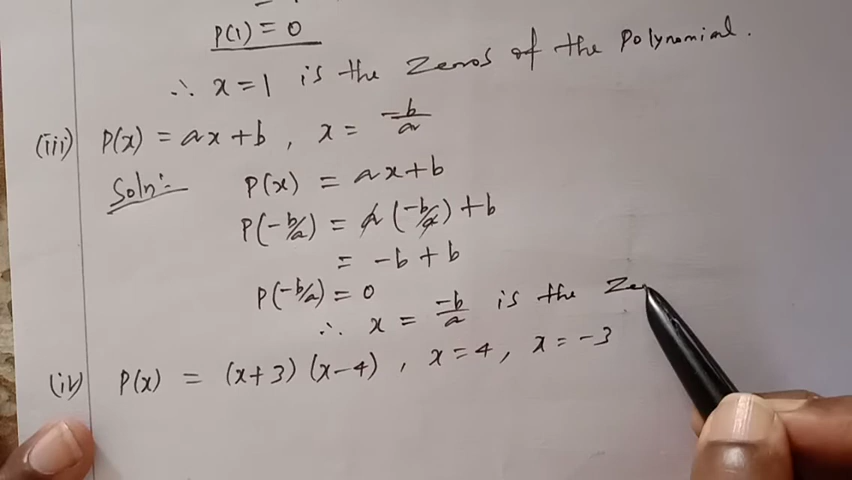 P(1) = 0
∴ x = 1 is the Zeros of the Polynomial.
(iii) P(x) = ax + b , x = -b/a
Soln:- P(x) = ax + b
P(-b/a) = a (-b/a) + b
= -b + b
P(-b/a) = 0
∴ x = -b/a is the
(iv) P(x) = (x+3) (x-4) , x = 4 , x = -3